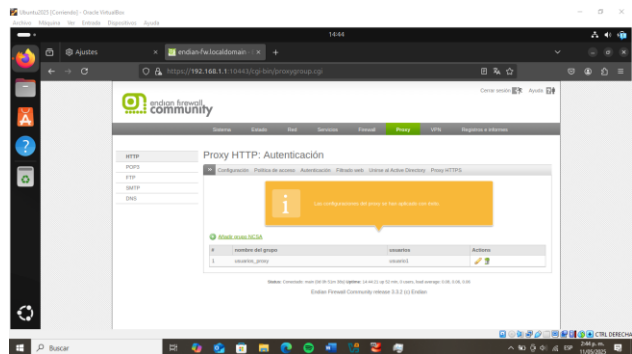 Ubuntu2025 [Corriendo] - Oracle VirtualBox
Archivo Máquina Ver Entrada Dispositivos Ayuda
14:44
Ajustes
endian-fw.localdomain -
https://192.168.1.1:10443/cgi-bin/proxygroup.cgi
Cerrar sesión Ayuda
endian firewall
community
Sistema Estado Red Servicios Firewall Proxy VPN Registros e Informes
HTTP
POP3
FTP
SMTP
DNS
Proxy HTTP: Autenticación
>> Configuración Política de acceso Autenticación Filtrado web Unirse al Active Directory Proxy HTTPS
Las configuraciones del proxy se han aplicado con éxito.
Añadir grupo NCSA
# nombre del grupo usuarios Actions
1 usuarios_proxy usuario1
Endian Firewall Community release 3.3.2 (c) Endian
CTRL DERECHA
Buscar
ESP
2:44 p. m.
11/05/2025